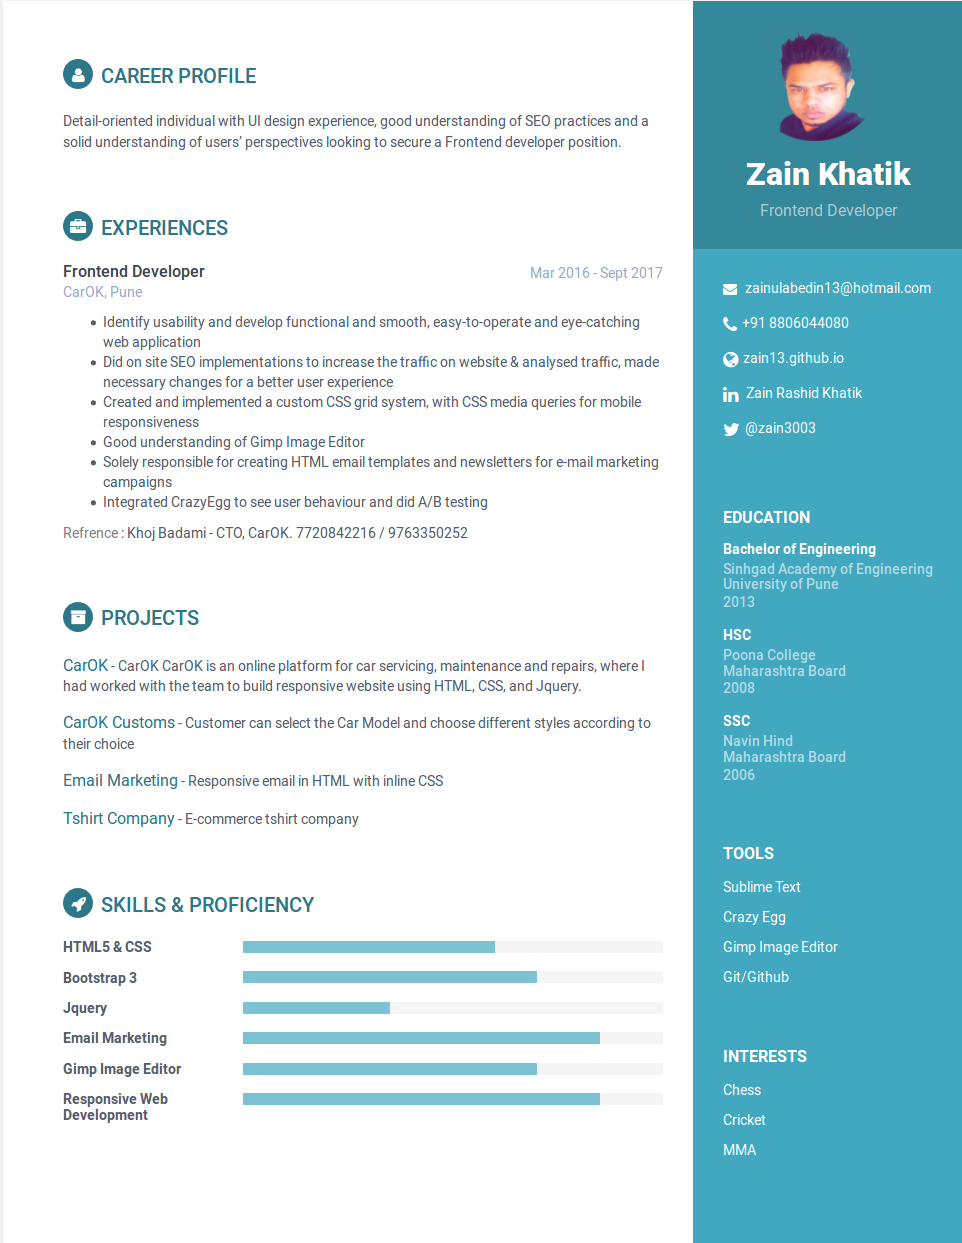 CAREER PROFILE
Detail-oriented individual with UI design experience, good understanding of SEO practices and a
solid understanding of users’ perspectives looking to secure a Frontend developer position.
EXPERIENCES
Frontend Developer
Mar 2016 - Sept 2017
CarOK, Pune
Identify usability and develop functional and smooth, easy-to-operate and eye-catching
web application
Did on site SEO implementations to increase the traffic on website & analysed traffic, made
necessary changes for a better user experience
Created and implemented a custom CSS grid system, with CSS media queries for mobile
responsiveness
Good understanding of Gimp Image Editor
Solely responsible for creating HTML email templates and newsletters for e-mail marketing
campaigns
Integrated CrazyEgg to see user behaviour and did A/B testing
Refrence : Khoj Badami - CTO, CarOK. 7720842216 / 9763350252
PROJECTS
CarOK - CarOK CarOK is an online platform for car servicing, maintenance and repairs, where I
had worked with the team to build responsive website using HTML, CSS, and Jquery.
CarOK Customs - Customer can select the Car Model and choose different styles according to
their choice
Email Marketing - Responsive email in HTML with inline CSS
Tshirt Company - E-commerce tshirt company
SKILLS & PROFICIENCY
HTML5 & CSS
Bootstrap 3
Jquery
Email Marketing
Gimp Image Editor
Responsive Web
Development
Zain Khatik
Frontend Developer
zainulabedin13@hotmail.com
+91 8806044080
zain13.github.io
Zain Rashid Khatik
@zain3003
EDUCATION
Bachelor of Engineering
Sinhgad Academy of Engineering
University of Pune
2013
HSC
Poona College
Maharashtra Board
2008
SSC
Navin Hind
Maharashtra Board
2006
TOOLS
Sublime Text
Crazy Egg
Gimp Image Editor
Git/Github
INTERESTS
Chess
Cricket
MMA